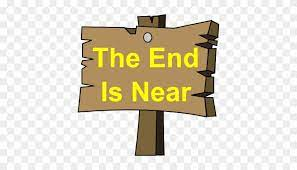 The End
Is Near